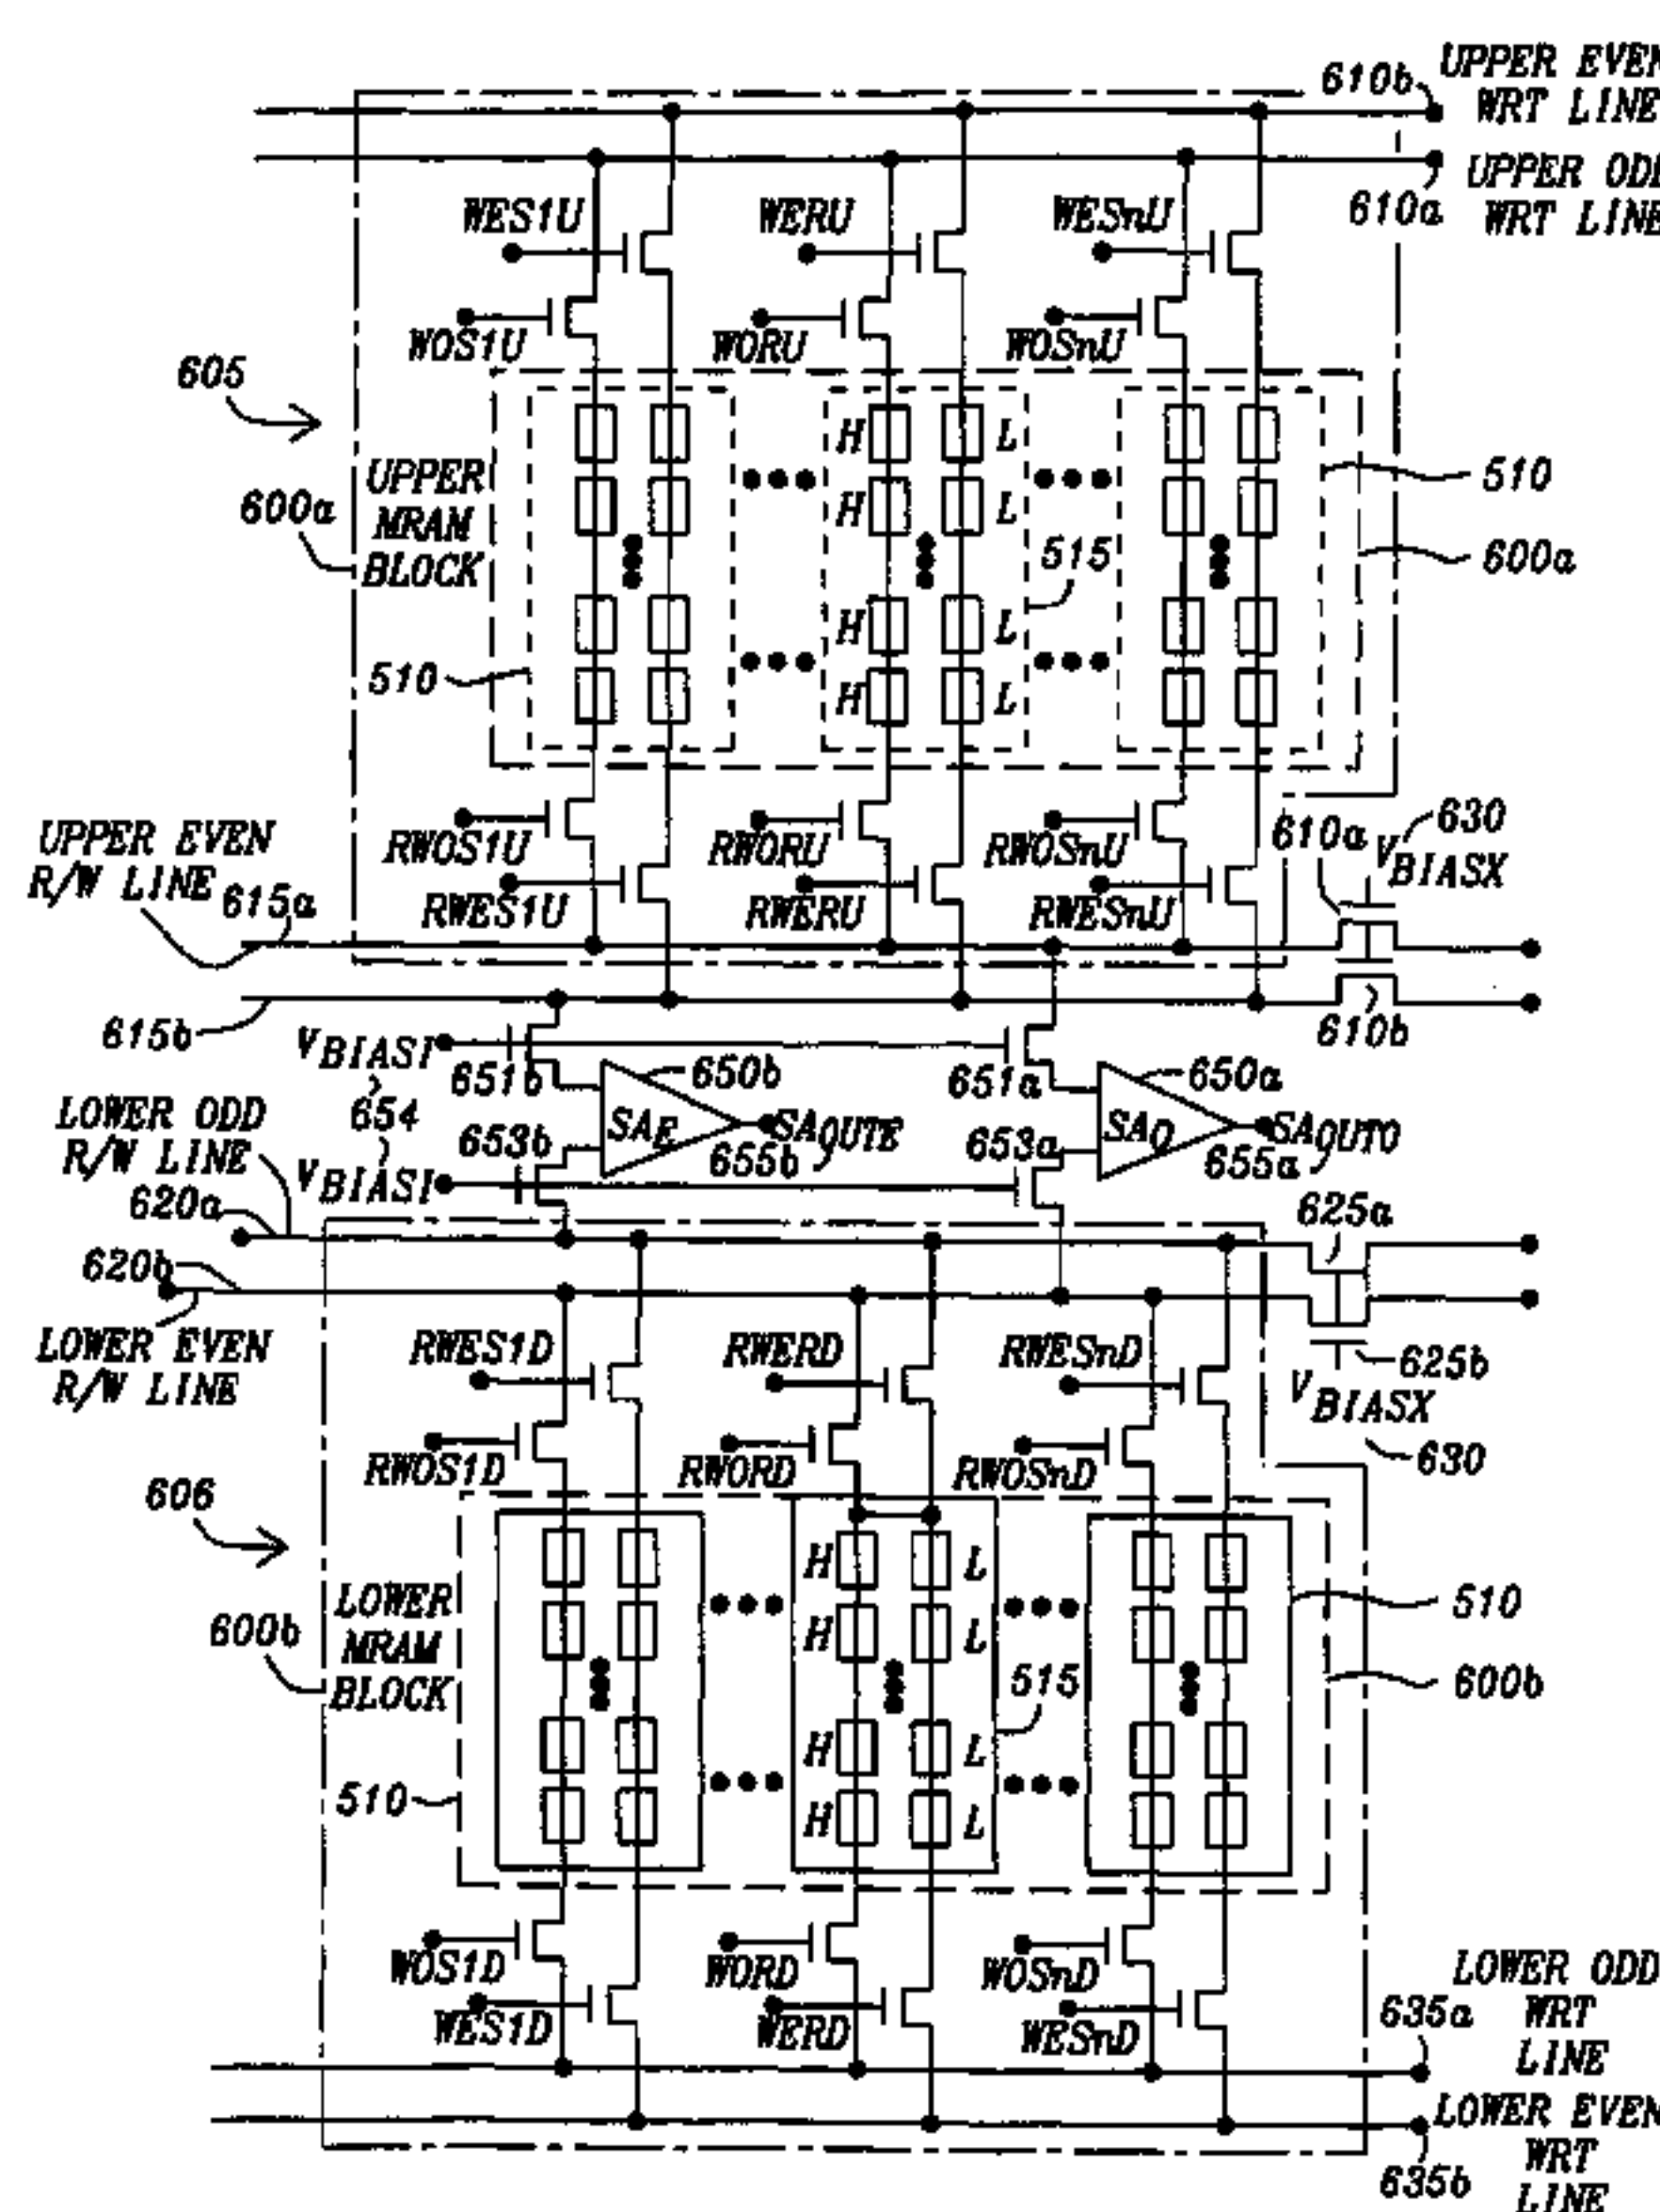 610b UPPER EVEN
WRT LINE
610a UPPER ODD
WRT LINE
WES1U WERU WESnU
WOS1U WORU WOSnU
605
600a UPPER
MRAM
BLOCK
H L
H L
H L
H L
510
515
600a
510
RWOS1U RWORU RWOSnU
RWES1U RWERU RWESnU
610a 630
VBIASX
UPPER EVEN
R/W LINE 615a
615b
610b
VBIASI 651b 650b 651a 650a
654
SAE SAOUTE SAO SAOUTO
653b 655b 653a 655a
VBIASI
LOWER ODD
R/W LINE
620a
620b
LOWER EVEN
R/W LINE
625a
625b
VBIASX
630
RWES1D RWERD RWESnD
RWOS1D RWORD RWOSnD
606
600b LOWER
MRAM
BLOCK
H L
H L
H L
H L
510
515
600b
510
WOS1D WORD WOSnD
WES1D WERD WESnD
635a LOWER ODD
WRT
LINE
635b LOWER EVEN
WRT
LINE